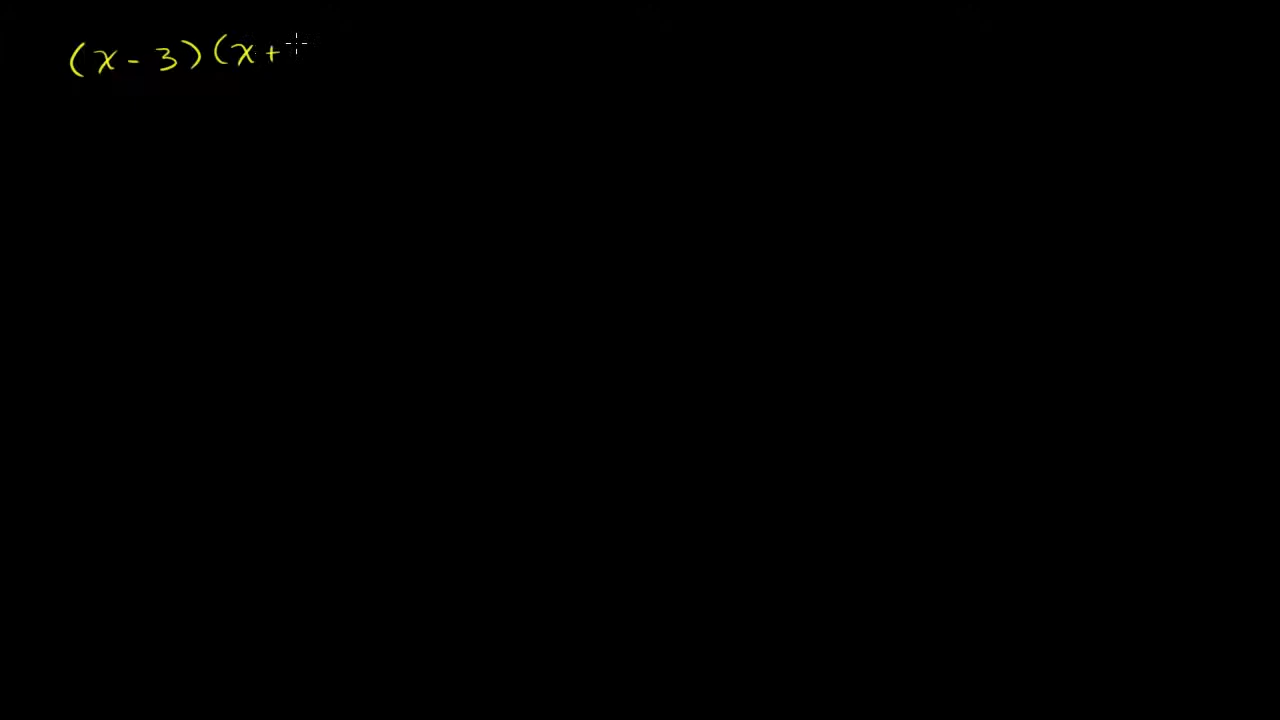 (x - 3)(x +